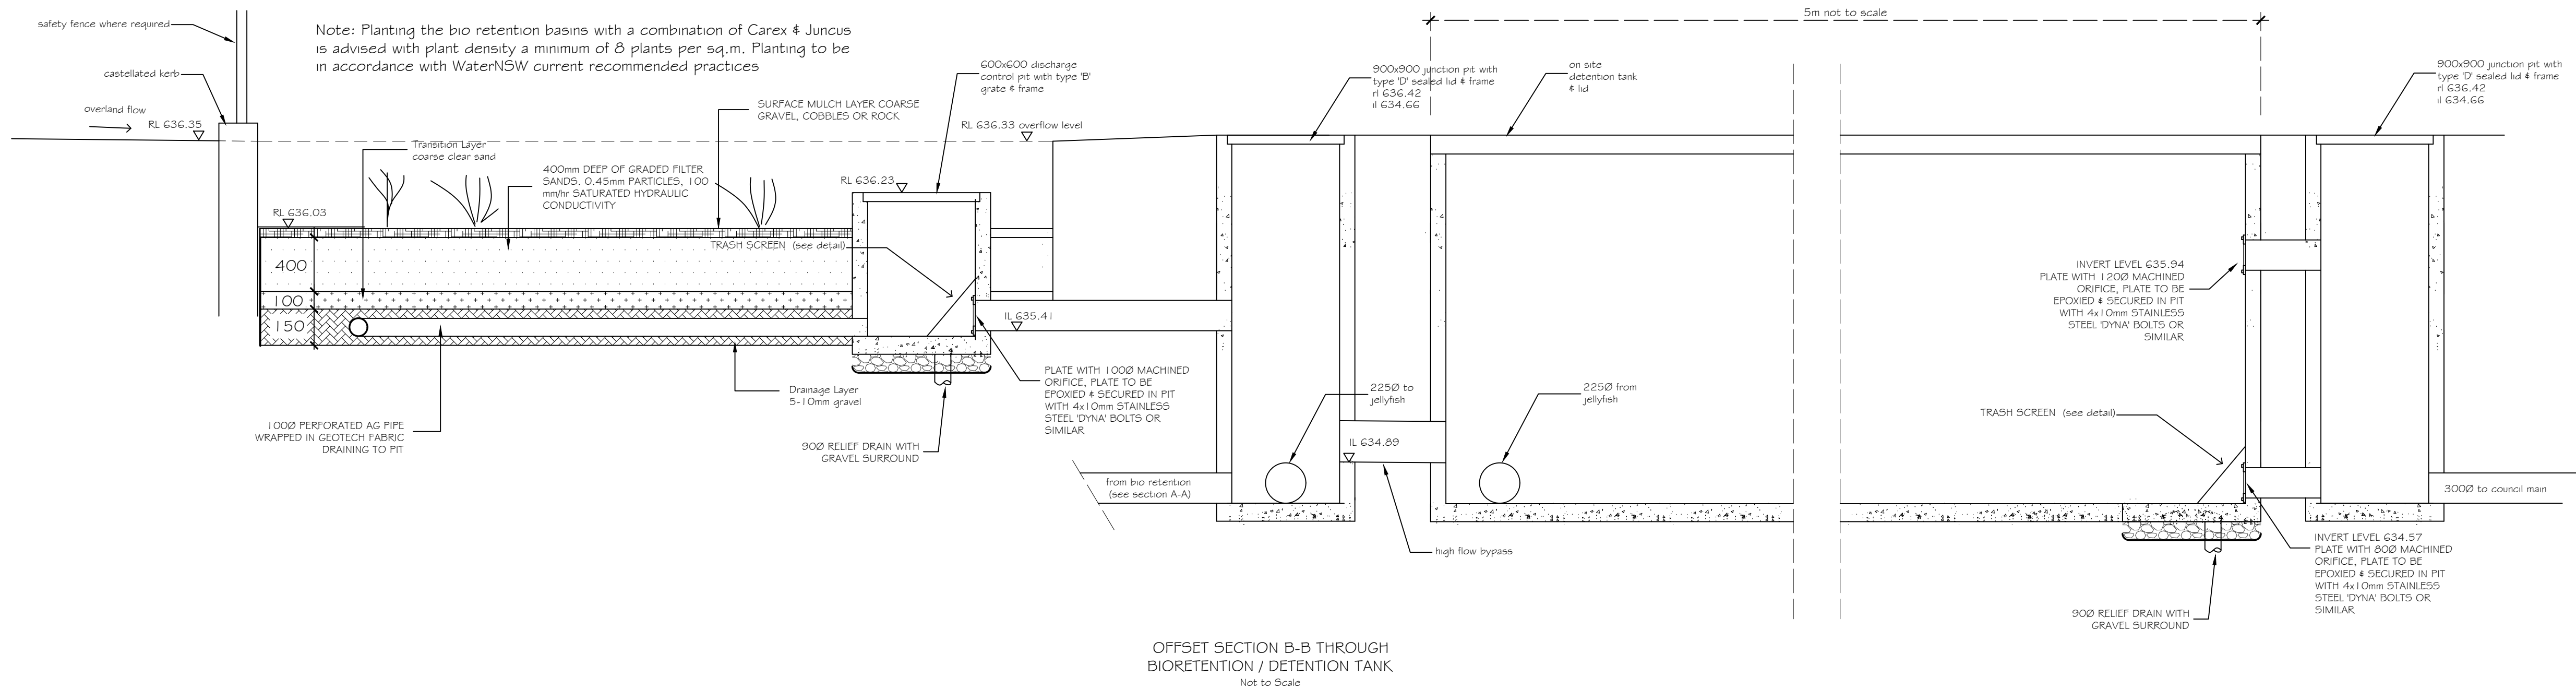 safety fence where required
castellated kerb
overland flow
RL 636.35
Note: Planting the bio retention basins with a combination of Carex & Juncus
is advised with plant density a minimum of 8 plants per sq.m. Planting to be
in accordance with WaterNSW current recommended practices
SURFACE MULCH LAYER COARSE
GRAVEL, COBBLES OR ROCK
600x600 discharge
control pit with type 'B'
grate & frame
RL 636.33 overflow level
Transition Layer
coarse clear sand
400mm DEEP OF GRADED FILTER
SANDS. 0.45mm PARTICLES, 100
mm/hr SATURATED HYDRAULIC
CONDUCTIVITY
RL 636.23
RL 636.03
TRASH SCREEN (see detail)
400
100
150
IL 635.41
PLATE WITH 100Ø MACHINED
ORIFICE, PLATE TO BE
EPOXIED & SECURED IN PIT
WITH 4x10mm STAINLESS
STEEL 'DYNA' BOLTS OR
SIMILAR
Drainage Layer
5-10mm gravel
100Ø PERFORATED AG PIPE
WRAPPED IN GEOTECH FABRIC
DRAINING TO PIT
90Ø RELIEF DRAIN WITH
GRAVEL SURROUND
5m not to scale
900x900 junction pit with
type 'D' sealed lid & frame
rl 636.42
il 634.66
on site
detention tank
& lid
900x900 junction pit with
type 'D' sealed lid & frame
rl 636.42
il 634.66
INVERT LEVEL 635.94
PLATE WITH 120Ø MACHINED
ORIFICE, PLATE TO BE
EPOXIED & SECURED IN PIT
WITH 4x10mm STAINLESS
STEEL 'DYNA' BOLTS OR
SIMILAR
225Ø to
jellyfish
225Ø from
jellyfish
TRASH SCREEN (see detail)
IL 634.89
from bio retention
(see section A-A)
300Ø to council main
high flow bypass
INVERT LEVEL 634.57
PLATE WITH 80Ø MACHINED
ORIFICE, PLATE TO BE
EPOXIED & SECURED IN PIT
WITH 4x10mm STAINLESS
STEEL 'DYNA' BOLTS OR
SIMILAR
90Ø RELIEF DRAIN WITH
GRAVEL SURROUND
OFFSET SECTION B-B THROUGH
BIORETENTION / DETENTION TANK
Not to Scale